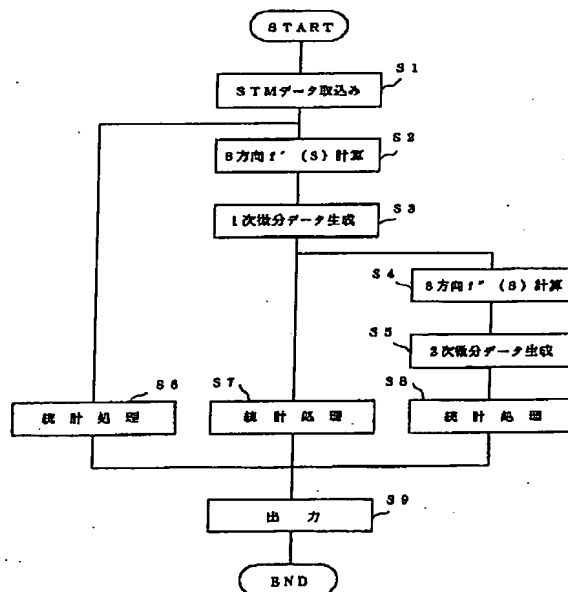 START
S1
STMデータ取込み
S2
8方向f'(S)計算
S3
1次微分データ生成
S4
8方向f"(S)計算
S5
2次微分データ生成
S6
統計処理
S7
統計処理
S8
統計処理
S9
出力
END